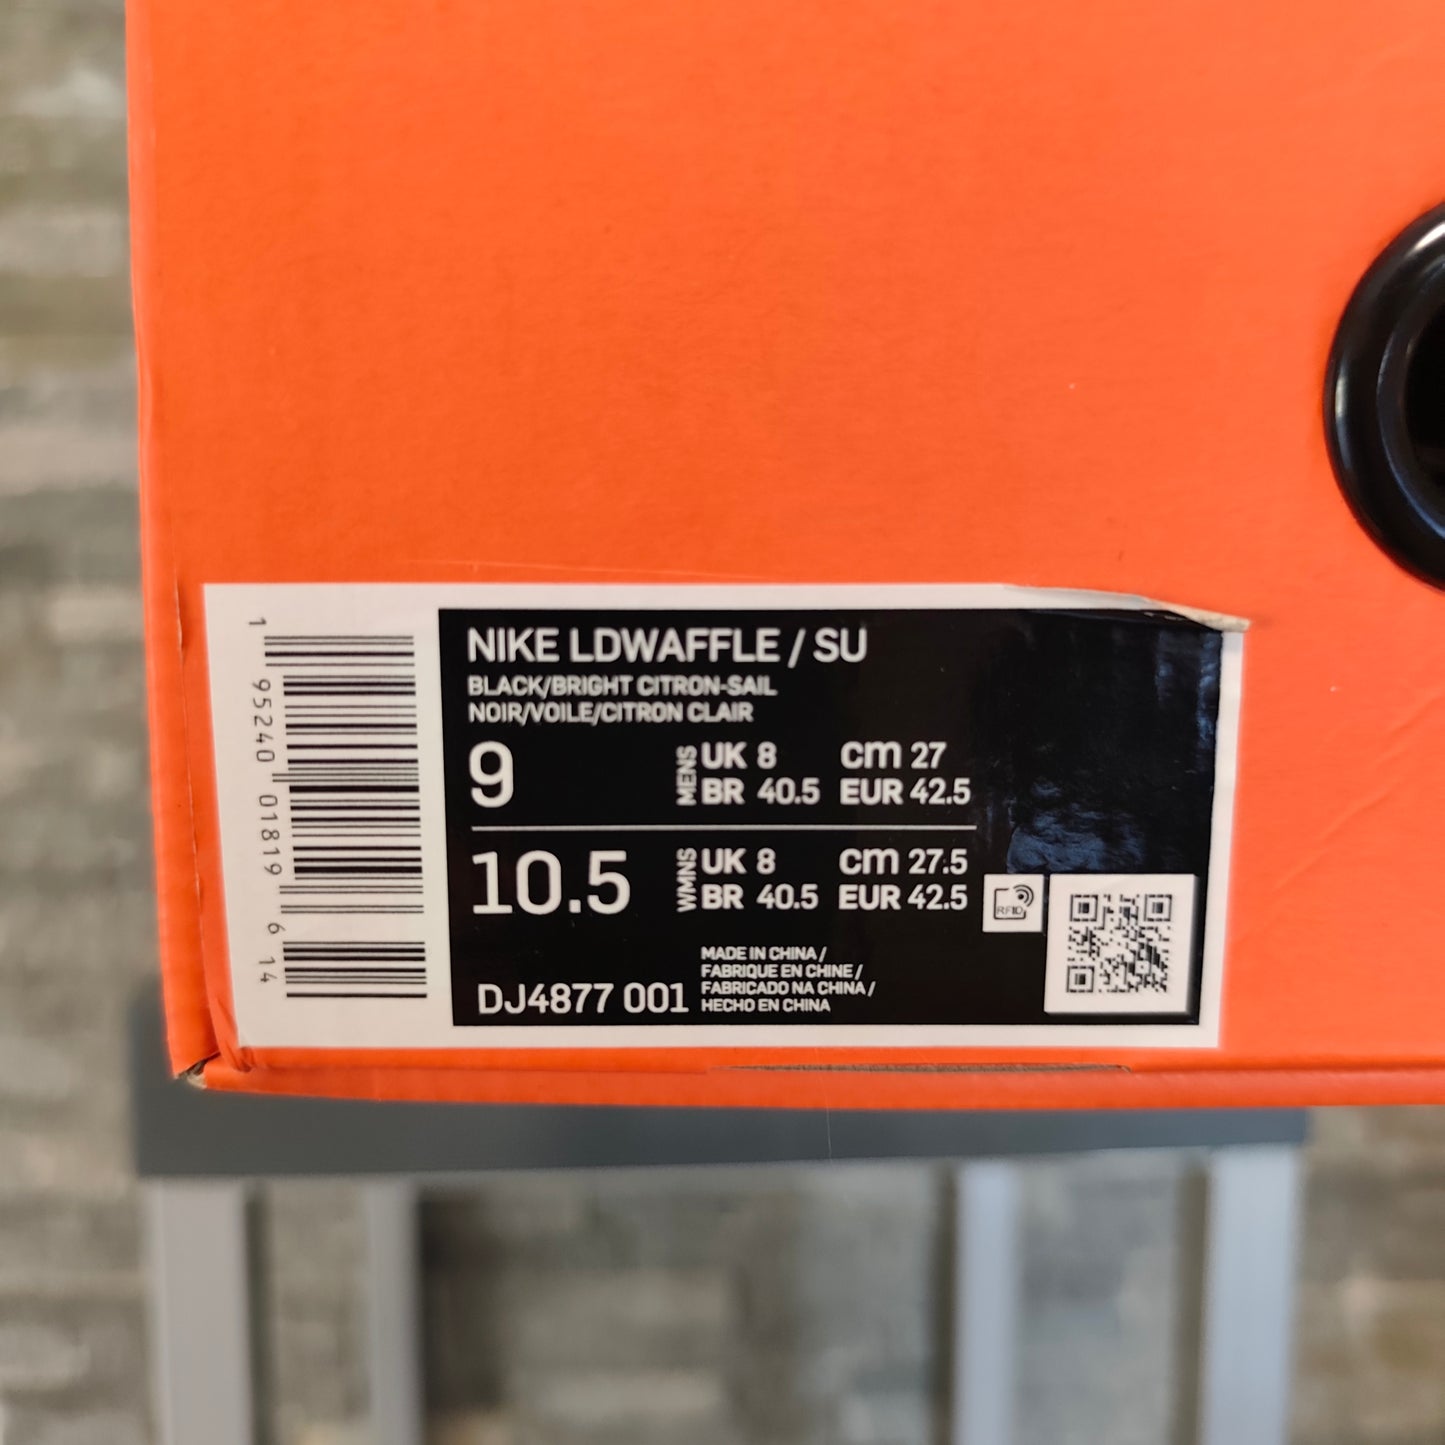 NIKE LDWAFFLE / SU
BLACK/BRIGHT CITRON-SAIL
NOIR/VOILE/CITRON CLAIR
9 MENS UK 8 cm 27
BR 40.5 EUR 42.5
10.5 WMNS UK 8 cm 27.5
BR 40.5 EUR 42.5
RFID
MADE IN CHINA /
FABRIQUE EN CHINE /
FABRICADO NA CHINA /
HECHO EN CHINA
DJ4877 001
1 95240 01819 6 14